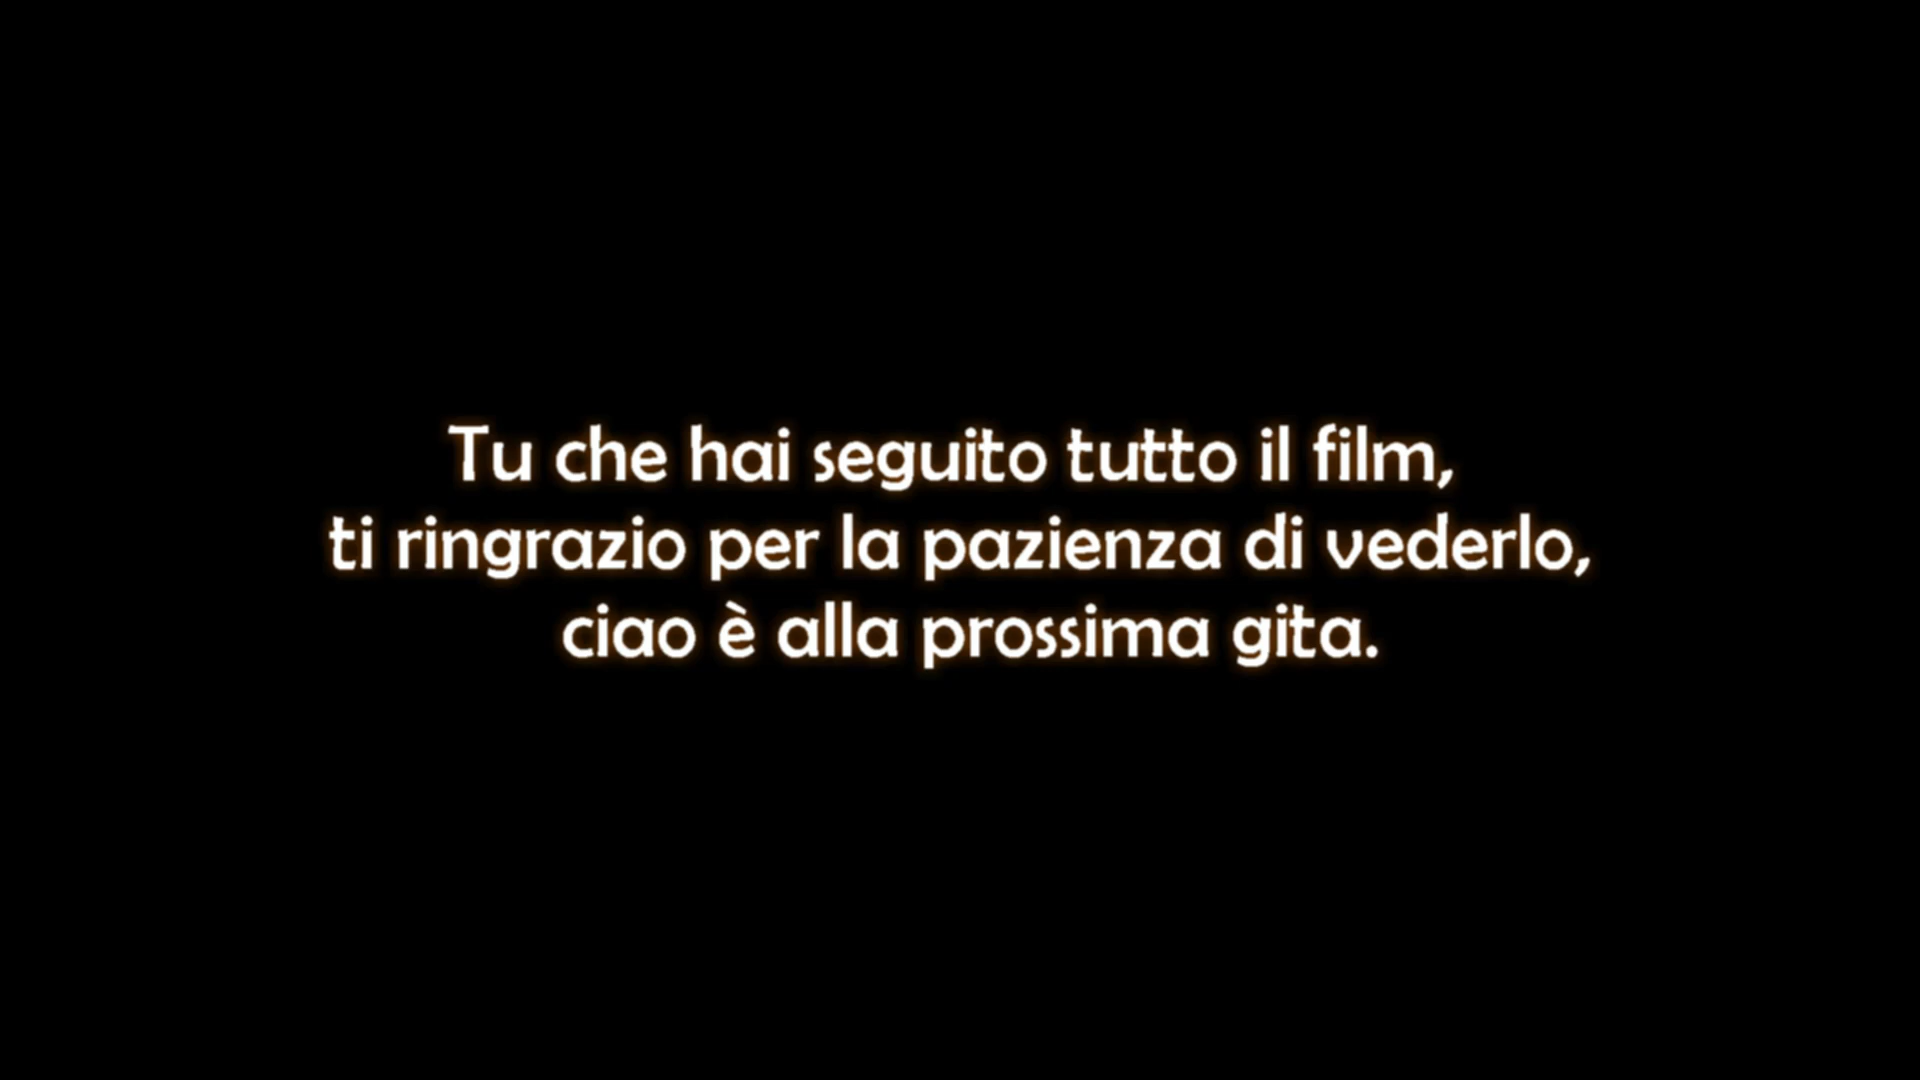 Tu che hai seguito tutto il film,
ti ringrazio per la pazienza di vederlo,
ciao è alla prossima gita.